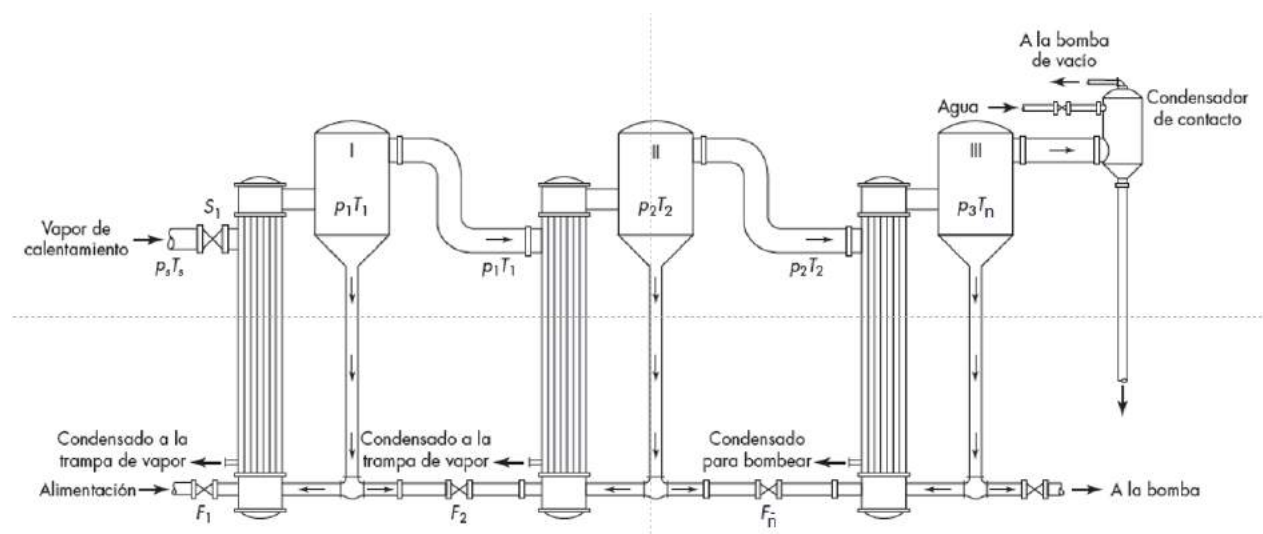 A la bomba
de vacío
Agua
Condensador
de contacto
I
II
III
S₁
p₁T₁
p₂T₂
p₃Tn
Vapor de
calentamiento
pₛTₛ
p₁T₁
p₂T₂
Condensado a la
trampa de vapor
Condensado a la
trampa de vapor
Condensado
para bombear
Alimentación
A la bomba
F₁
F₂
Fn